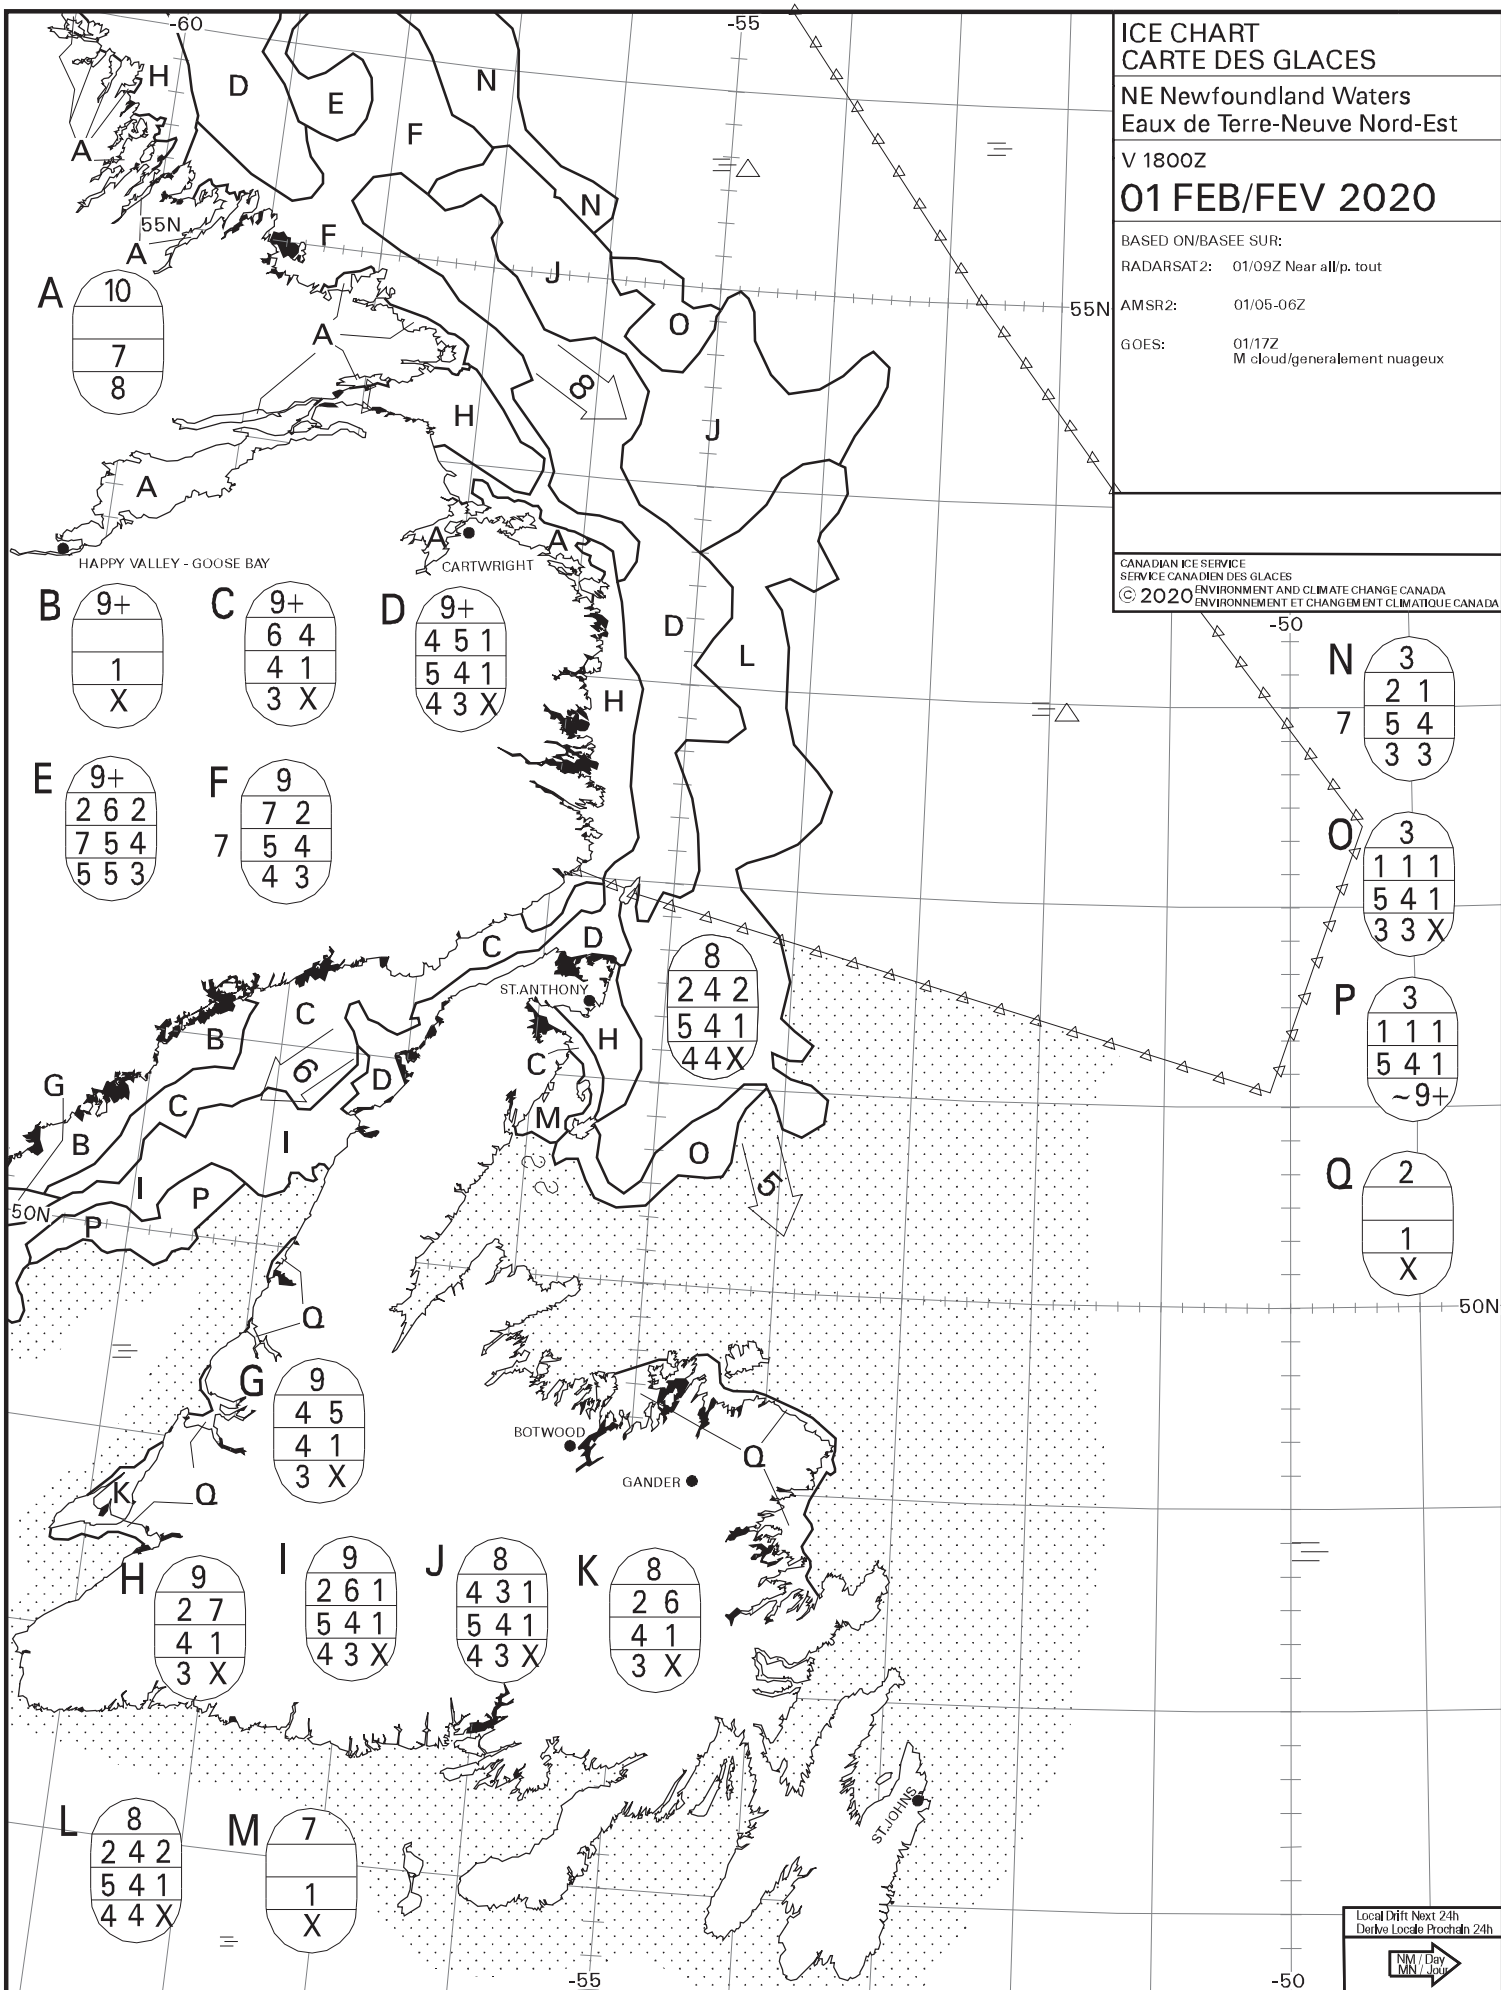 -60
-55
ICE CHART
CARTE DES GLACES
NE Newfoundland Waters
Eaux de Terre-Neuve Nord-Est
V 1800Z
01 FEB/FEV 2020
BASED ON/BASEE SUR:
RADARSAT2: 01/09Z Near all/p. tout
AMSR2: 01/05-06Z
GOES: 01/17Z
M cloud/generalement nuageux
CANADIAN ICE SERVICE
SERVICE CANADIEN DES GLACES
© 2020 ENVIRONMENT AND CLIMATE CHANGE CANADA
ENVIRONNEMENT ET CHANGEMENT CLIMATIQUE CANADA
H
D
E
N
F
A
N
55N
A
F
J
55N
O
A
8
H
J
A
A
A
HAPPY VALLEY - GOOSE BAY
CARTWRIGHT
A
10
7
8
B
9+
1
X
C
9+
6 4
4 1
3 X
D
9+
4 5 1
5 4 1
4 3 X
E
9+
2 6 2
7 5 4
5 5 3
F
9
7 2
7
5 4
4 3
D
L
H
-50
N
3
2 1
7
5 4
3 3
O
3
1 1 1
5 4 1
3 3 X
P
3
1 1 1
5 4 1
~9+
Q
2
1
X
C
D
ST.ANTHONY
8
2 4 2
5 4 1
4 4 X
C
B
H
C
6
D
G
C
M
B
I
O
5
I
P
50N
P
50N
Q
G
9
4 5
4 1
3 X
BOTWOOD
Q
GANDER
K
Q
H
9
2 7
4 1
3 X
I
9
2 6 1
5 4 1
4 3 X
J
8
4 3 1
5 4 1
4 3 X
K
8
2 6
4 1
3 X
ST.JOHNS
L
8
2 4 2
5 4 1
4 4 X
M
7
1
X
-55
-50
Local Drift Next 24h
Derive Locale Prochain 24h
NM / Day
MN / Jour